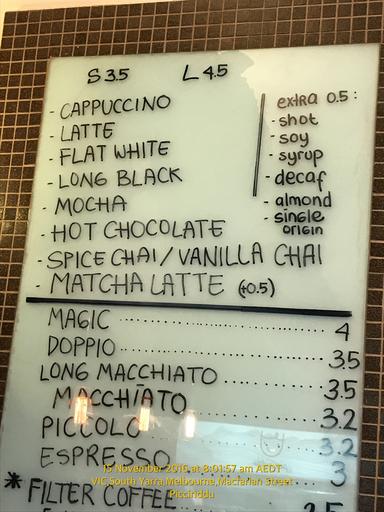 S 3.5 L 4.5
- CAPPUCCINO
- LATTE
- FLAT WHITE
- LONG BLACK
- MOCHA
- HOT CHOCOLATE
- SPICE CHAI / VANILLA CHAI
- MATCHA LATTE (+0.5)
extra 0.5:
- shot
- soy
- syrup
- decaf
- almond
- single
origin
MAGIC .......... 4
DOPPIO .......... 3.5
LONG MACCHIATO .......... 3.5
MACCHIATO .......... 3.2
PICCOLO .......... 3.2
ESPRESSO .......... 3
* FILTER COFFEE ..........
15 November 2016 at 8:01:57 am AEDT
VIC,South Yarra,Melbourne,Macfarlan Street
Piccinddu